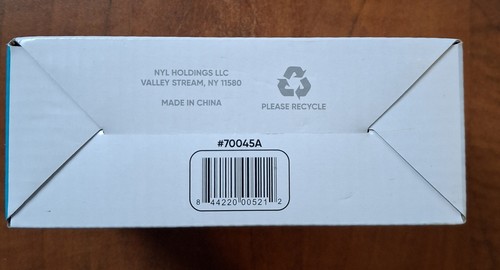 NYL HOLDINGS LLC
VALLEY STREAM, NY 11580
MADE IN CHINA
PLEASE RECYCLE
#70045A
8 44220 00521 2